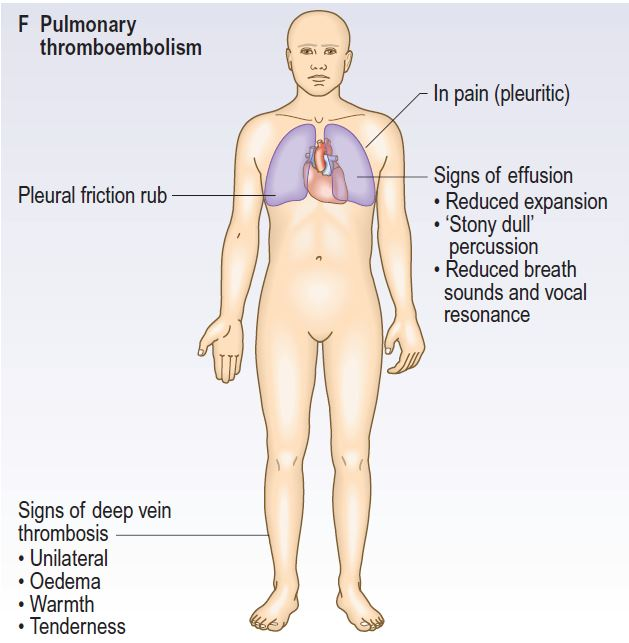 F Pulmonary
thromboembolism
In pain (pleuritic)
Signs of effusion
• Reduced expansion
• ‘Stony dull’
percussion
• Reduced breath
sounds and vocal
resonance
Pleural friction rub
Signs of deep vein
thrombosis
• Unilateral
• Oedema
• Warmth
• Tenderness